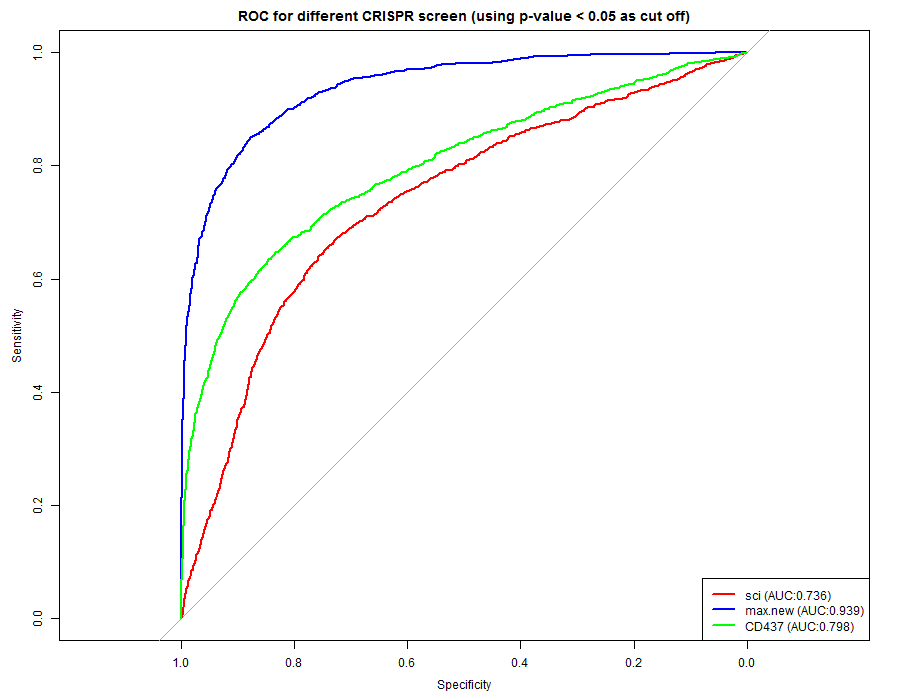 ROC for different CRISPR screen (using p-value < 0.05 as cut off)
1.0
0.8
0.6
0.4
0.2
0.0
Sensitivity
sci (AUC:0.736)
max.new (AUC:0.939)
CD437 (AUC:0.798)
1.0 0.8 0.6 0.4 0.2 0.0
Specificity